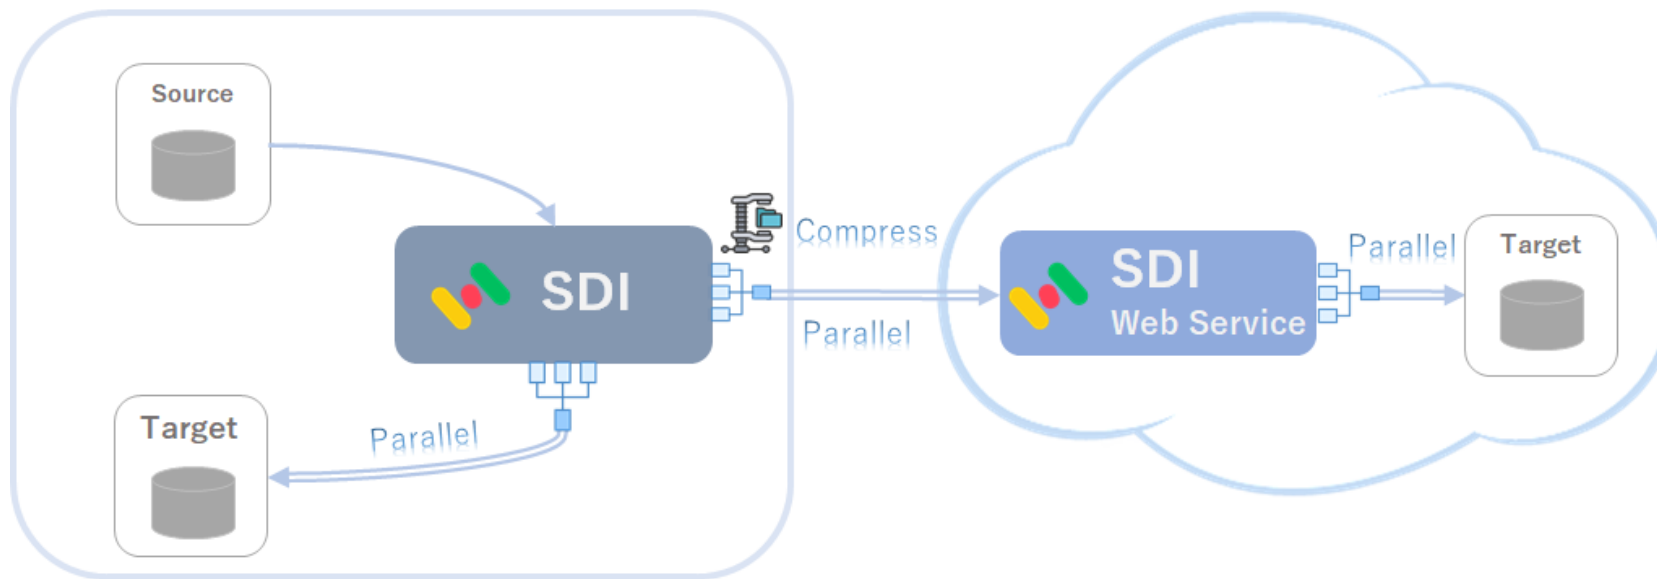 Source
SDI
Compress
Parallel
Target
Parallel
SDI
Web Service
Parallel
Target